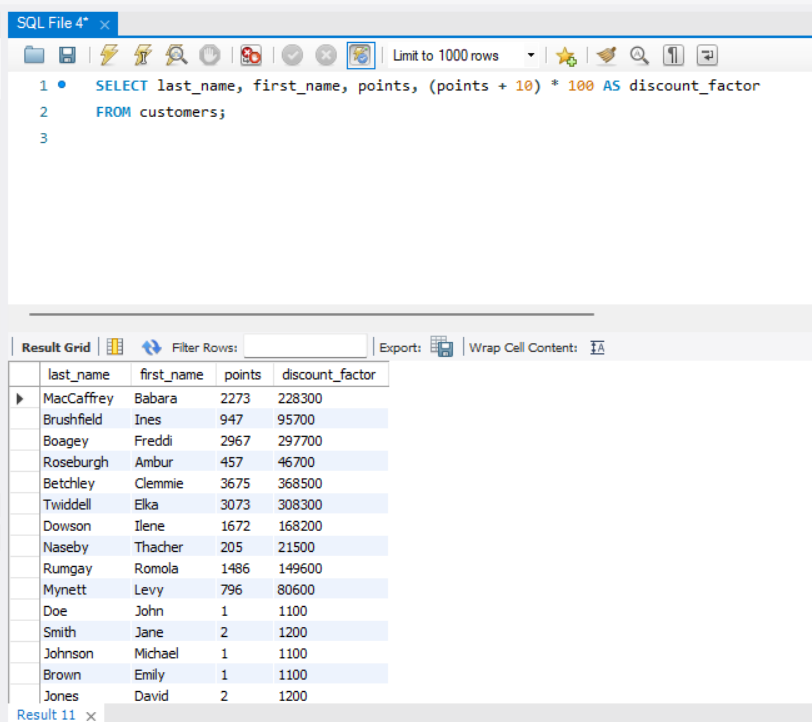 SQL File 4*
Limit to 1000 rows
1 SELECT last_name, first_name, points, (points + 10) * 100 AS discount_factor
2 FROM customers;
3
Result Grid Filter Rows: Export: Wrap Cell Content:
last_name first_name points discount_factor
MacCaffrey Babara 2273 228300
Brushfield Ines 947 95700
Boagey Freddi 2967 297700
Roseburgh Ambur 457 46700
Betchley Clemmie 3675 368500
Twiddell Elka 3073 308300
Dowson Ilene 1672 168200
Naseby Thacher 205 21500
Rumgay Romola 1486 149600
Mynett Levy 796 80600
Doe John 1 1100
Smith Jane 2 1200
Johnson Michael 1 1100
Brown Emily 1 1100
Jones David 2 1200
Result 11